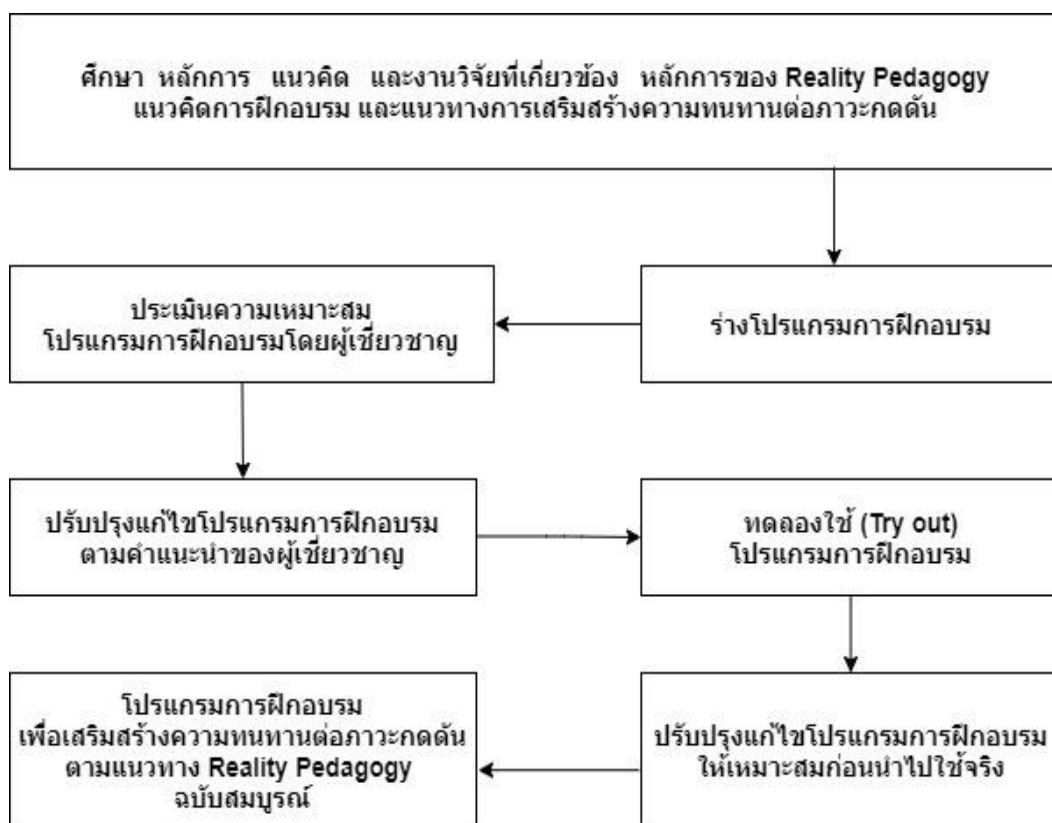 ศึกษา หลักการ แนวคิด และงานวิจัยที่เกี่ยวข้อง หลักการของ Reality Pedagogy
แนวคิดการฝึกอบรม และแนวทางการเสริมสร้างความทนทานต่อภาวะกดดัน
ร่างโปรแกรมการฝึกอบรม
ประเมินความเหมาะสม
โปรแกรมการฝึกอบรมโดยผู้เชี่ยวชาญ
ปรับปรุงแก้ไขโปรแกรมการฝึกอบรม
ตามคำแนะนำของผู้เชี่ยวชาญ
ทดลองใช้ (Try out)
โปรแกรมการฝึกอบรม
ปรับปรุงแก้ไขโปรแกรมการฝึกอบรม
ให้เหมาะสมก่อนนำไปใช้จริง
โปรแกรมการฝึกอบรม
เพื่อเสริมสร้างความทนทานต่อภาวะกดดัน
ตามแนวทาง Reality Pedagogy
ฉบับสมบูรณ์